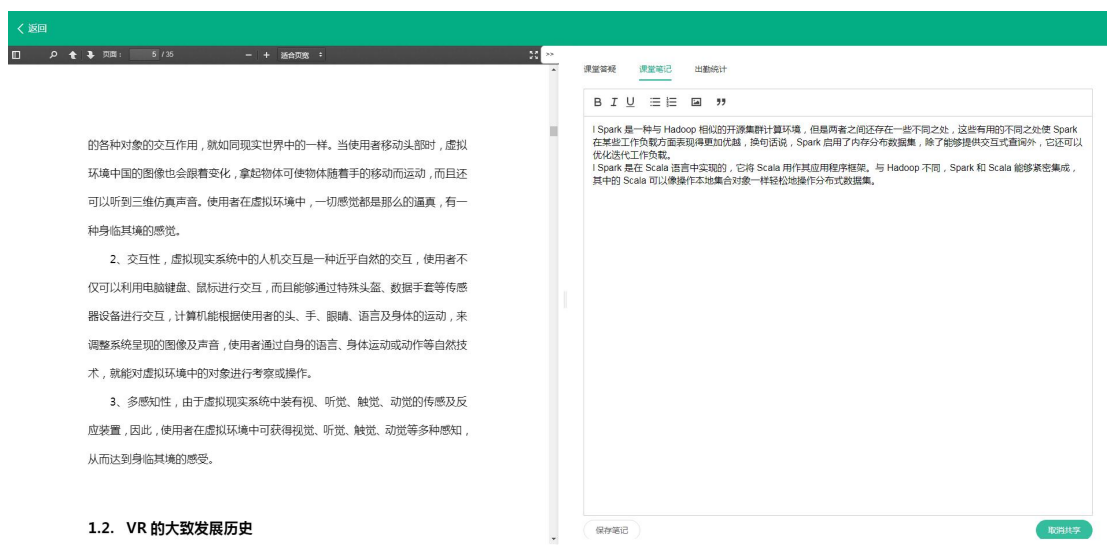 返回
页面： 5 / 35 － ＋ 适合页宽
>>
的各种对象的交互作用，就如同现实世界中的一样。当使用者移动头部时，虚拟
环境中国的图像也会跟着变化，拿起物体可使物体随着手的移动而运动，而且还
可以听到三维仿真声音。使用者在虚拟环境中，一切感觉都是那么的逼真，有一
种身临其境的感觉。
2、交互性，虚拟现实系统中的人机交互是一种近乎自然的交互，使用者不
仅可以利用电脑键盘、鼠标进行交互，而且能够通过特殊头盔、数据手套等传感
器设备进行交互，计算机能根据使用者的头、手、眼睛、语言及身体的运动，来
调整系统呈现的图像及声音，使用者通过自身的语言、身体运动或动作等自然技
术，就能对虚拟环境中的对象进行考察或操作。
3、多感知性，由于虚拟现实系统中装有视、听觉、触觉、动觉的传感及反
应装置，因此，使用者在虚拟环境中可获得视觉、听觉、触觉、动觉等多种感知，
从而达到身临其境的感受。
1.2. VR 的大致发展历史
课堂答疑 课堂笔记 出勤统计
B I U
l Spark 是一种与 Hadoop 相似的开源集群计算环境，但是两者之间还存在一些不同之处，这些有用的不同之处使 Spark
在某些工作负载方面表现得更加优越，换句话说，Spark 启用了内存分布数据集，除了能够提供交互式查询外，它还可以
优化迭代工作负载。
l Spark 是在 Scala 语言中实现的，它将 Scala 用作其应用程序框架。与 Hadoop 不同，Spark 和 Scala 能够紧密集成，
其中的 Scala 可以像操作本地集合对象一样轻松地操作分布式数据集。
保存笔记 取消共享